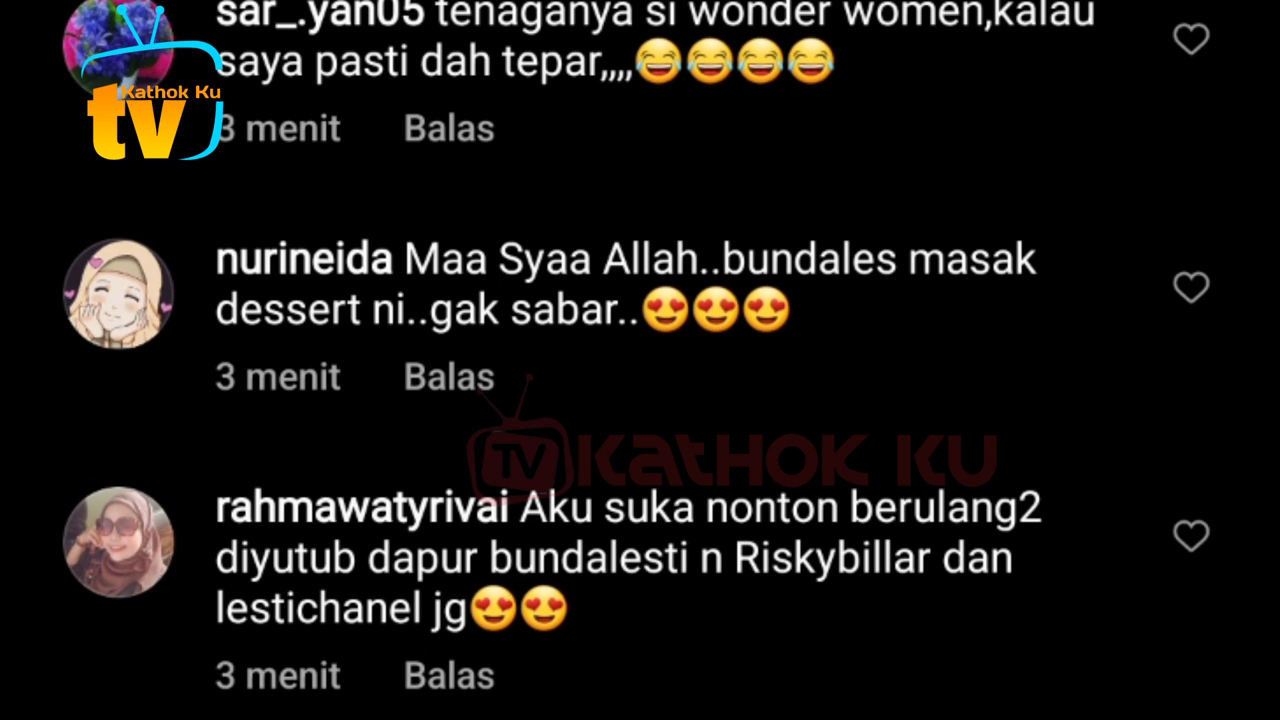 sar_.yan05 tenaganya si wonder women,kalau
saya pasti dah tepar,,,,😂😂😂😂
Kathok Ku
tv
3 menit Balas
nurineida Maa Syaa Allah..bundales masak
dessert ni..gak sabar..😍😍😍
3 menit Balas
TV KATHOK KU
rahmawatyrivai Aku suka nonton berulang2
diyutub dapur bundalesti n Riskybillar dan
lestichanel jg😍😍
3 menit Balas